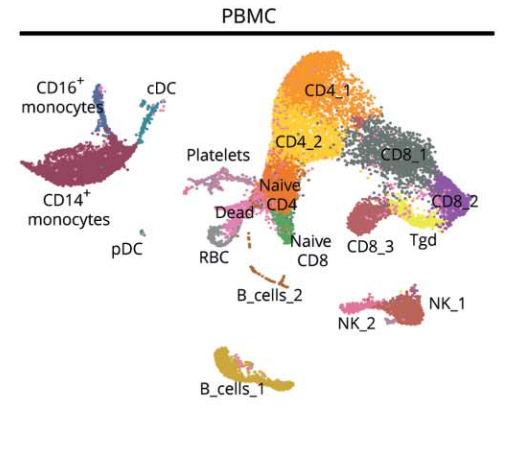 PBMC
CD16+
monocytes
cDC
CD4_1
CD4_2
CD8_1
Platelets
Naive
CD4
CD8_2
CD14+
monocytes
Dead
pDC
RBC
Naive
CD8
CD8_3
Tgd
B_cells_2
NK_1
NK_2
B_cells_1